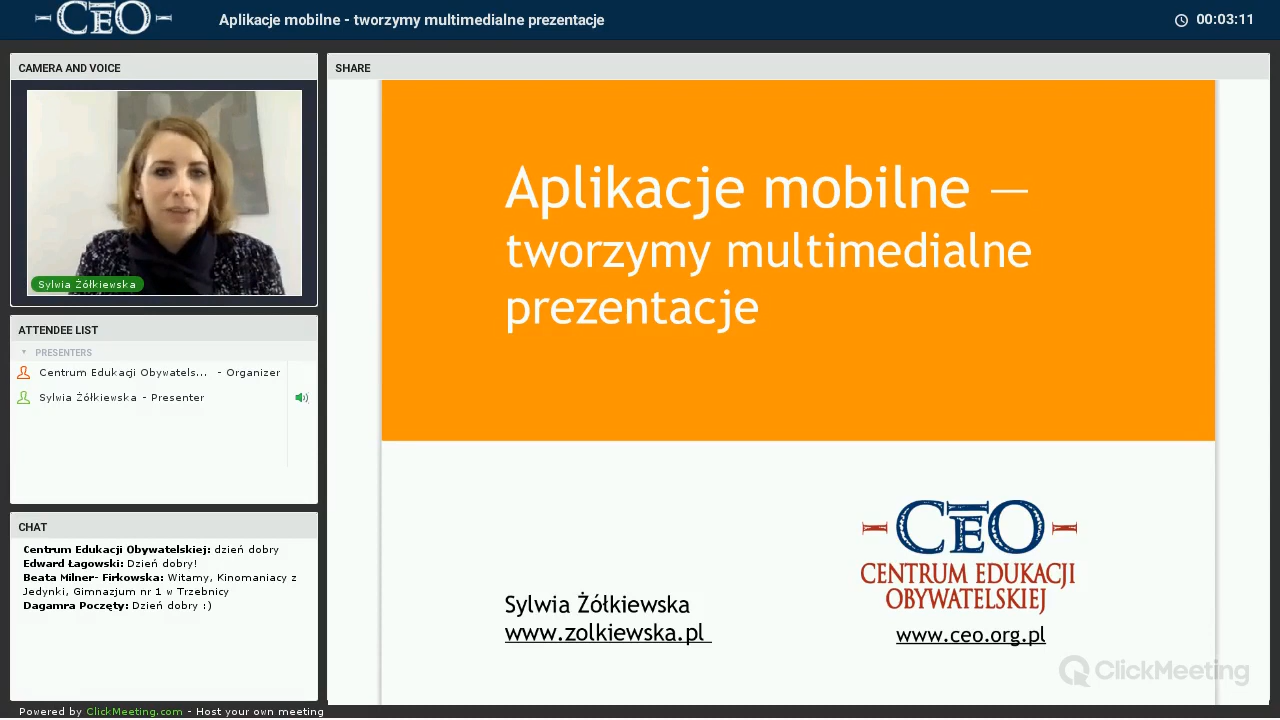 CEO
Aplikacje mobilne - tworzymy multimedialne prezentacje
00:03:11
CAMERA AND VOICE
Sylwia Żółkiewska
ATTENDEE LIST
PRESENTERS
Centrum Edukacji Obywatels... - Organizer
Sylwia Żółkiewska - Presenter
CHAT
Centrum Edukacji Obywatelskiej: dzień dobry
Edward Łagowski: Dzień dobry!
Beata Milner- Firkowska: Witamy, Kinomaniacy z
Jedynki, Gimnazjum nr 1 w Trzebnicy
Dagamra Poczęty: Dzień dobry :)
Powered by ClickMeeting.com - Host your own meeting
SHARE
Aplikacje mobilne —
tworzymy multimedialne
prezentacje
Sylwia Żółkiewska
www.zolkiewska.pl
CEO
CENTRUM EDUKACJI
OBYWATELSKIEJ
www.ceo.org.pl
ClickMeeting